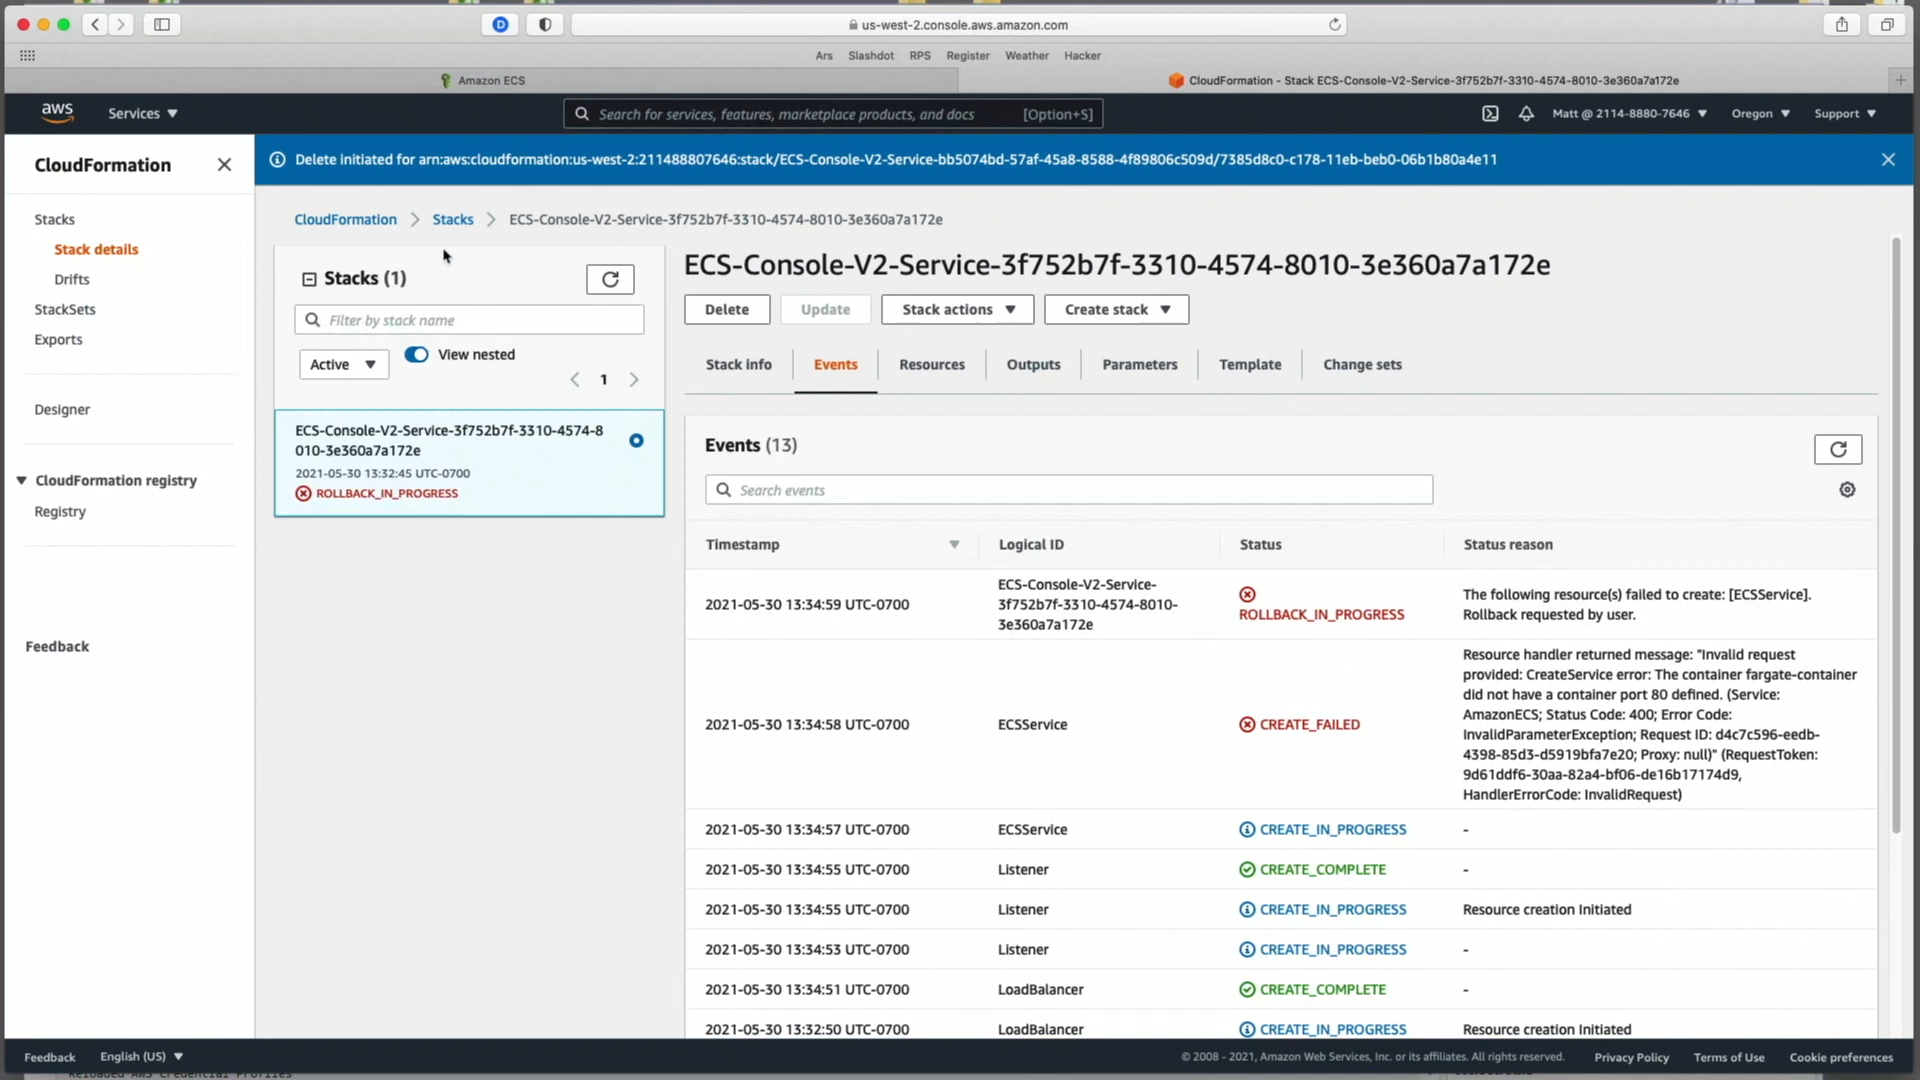 us-west-2.console.aws.amazon.com
Ars Slashdot RPS Register Weather Hacker
Amazon ECS
CloudFormation - Stack ECS-Console-V2-Service-3f752b7f-3310-4574-8010-3e360a7a172e
aws Services Search for services, features, marketplace products, and docs [Option+S] Matt @ 2114-8880-7646 Oregon Support
CloudFormation
Delete initiated for arn:aws:cloudformation:us-west-2:211488807646:stack/ECS-Console-V2-Service-bb5074bd-57af-45a8-8588-4f89806c509d/7385d8c0-c178-11eb-beb0-06b1b80a4e11
Stacks
Stack details
Drifts
StackSets
Exports
Designer
CloudFormation registry
Registry
Feedback
CloudFormation Stacks ECS-Console-V2-Service-3f752b7f-3310-4574-8010-3e360a7a172e
Stacks (1)
Filter by stack name
Active View nested
1
ECS-Console-V2-Service-3f752b7f-3310-4574-8
010-3e360a7a172e
2021-05-30 13:32:45 UTC-0700
ROLLBACK_IN_PROGRESS
ECS-Console-V2-Service-3f752b7f-3310-4574-8010-3e360a7a172e
Delete Update Stack actions Create stack
Stack info Events Resources Outputs Parameters Template Change sets
Events (13)
Search events
Timestamp Logical ID Status Status reason
2021-05-30 13:34:59 UTC-0700
ECS-Console-V2-Service-
3f752b7f-3310-4574-8010-
3e360a7a172e
ROLLBACK_IN_PROGRESS
The following resource(s) failed to create: [ECSService].
Rollback requested by user.
2021-05-30 13:34:58 UTC-0700 ECSService CREATE_FAILED
Resource handler returned message: "Invalid request
provided: CreateService error: The container fargate-container
did not have a container port 80 defined. (Service:
AmazonECS; Status Code: 400; Error Code:
InvalidParameterException; Request ID: d4c7c596-eedb-
4398-85d3-d5919bfa7e20; Proxy: null)" (RequestToken:
9d61ddf6-30aa-82a4-bf06-de16b17174d9,
HandlerErrorCode: InvalidRequest)
2021-05-30 13:34:57 UTC-0700 ECSService CREATE_IN_PROGRESS -
2021-05-30 13:34:55 UTC-0700 Listener CREATE_COMPLETE -
2021-05-30 13:34:55 UTC-0700 Listener CREATE_IN_PROGRESS Resource creation Initiated
2021-05-30 13:34:53 UTC-0700 Listener CREATE_IN_PROGRESS -
2021-05-30 13:34:51 UTC-0700 LoadBalancer CREATE_COMPLETE -
2021-05-30 13:32:50 UTC-0700 LoadBalancer CREATE_IN_PROGRESS Resource creation Initiated
Feedback English (US) © 2008 - 2021, Amazon Web Services, Inc. or its affiliates. All rights reserved. Privacy Policy Terms of Use Cookie preferences